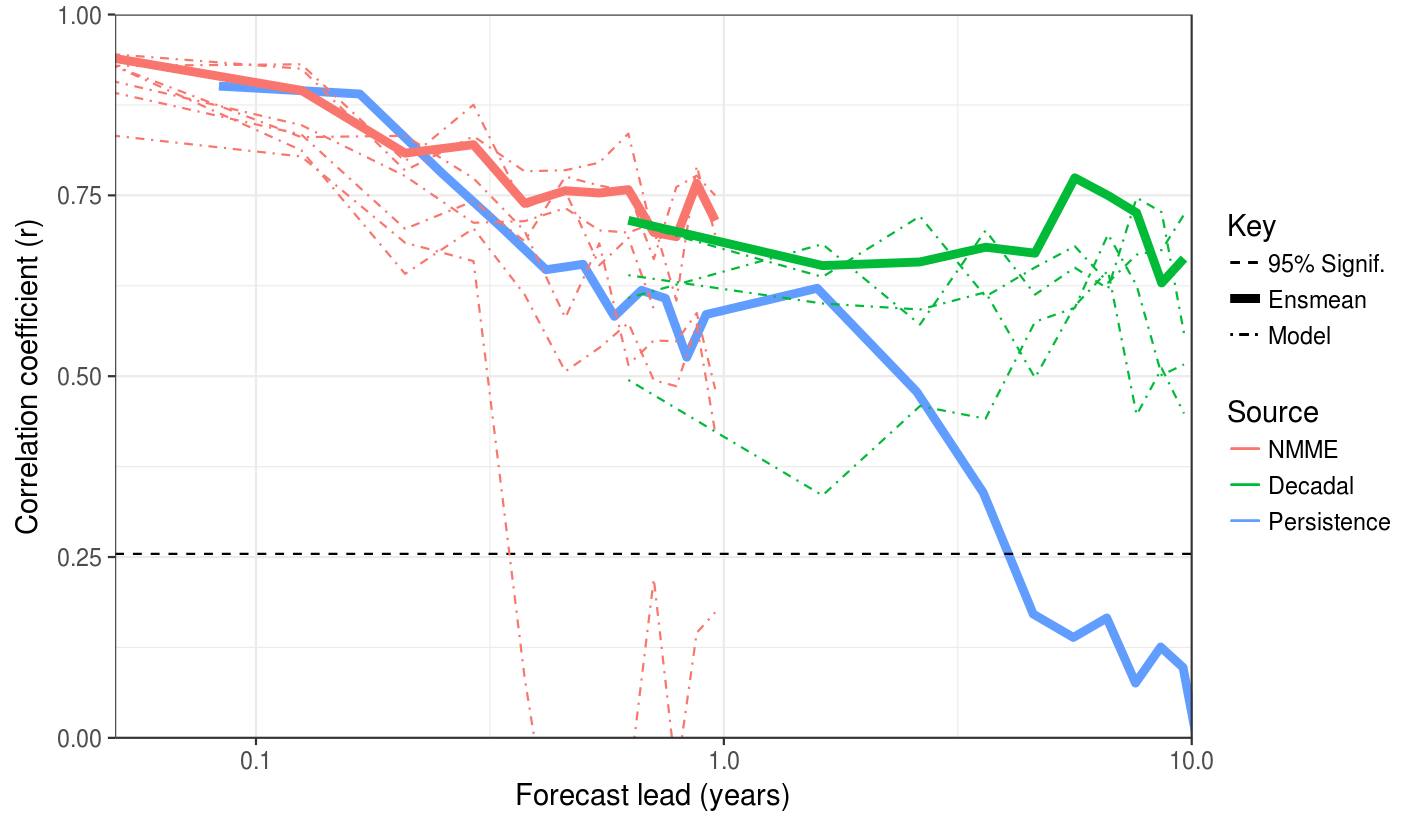 1.00
0.75
0.50
0.25
0.00
Correlation coefficient (r)
0.1
1.0
10.0
Forecast lead (years)
Key
95% Signif.
Ensmean
Model
Source
NMME
Decadal
Persistence